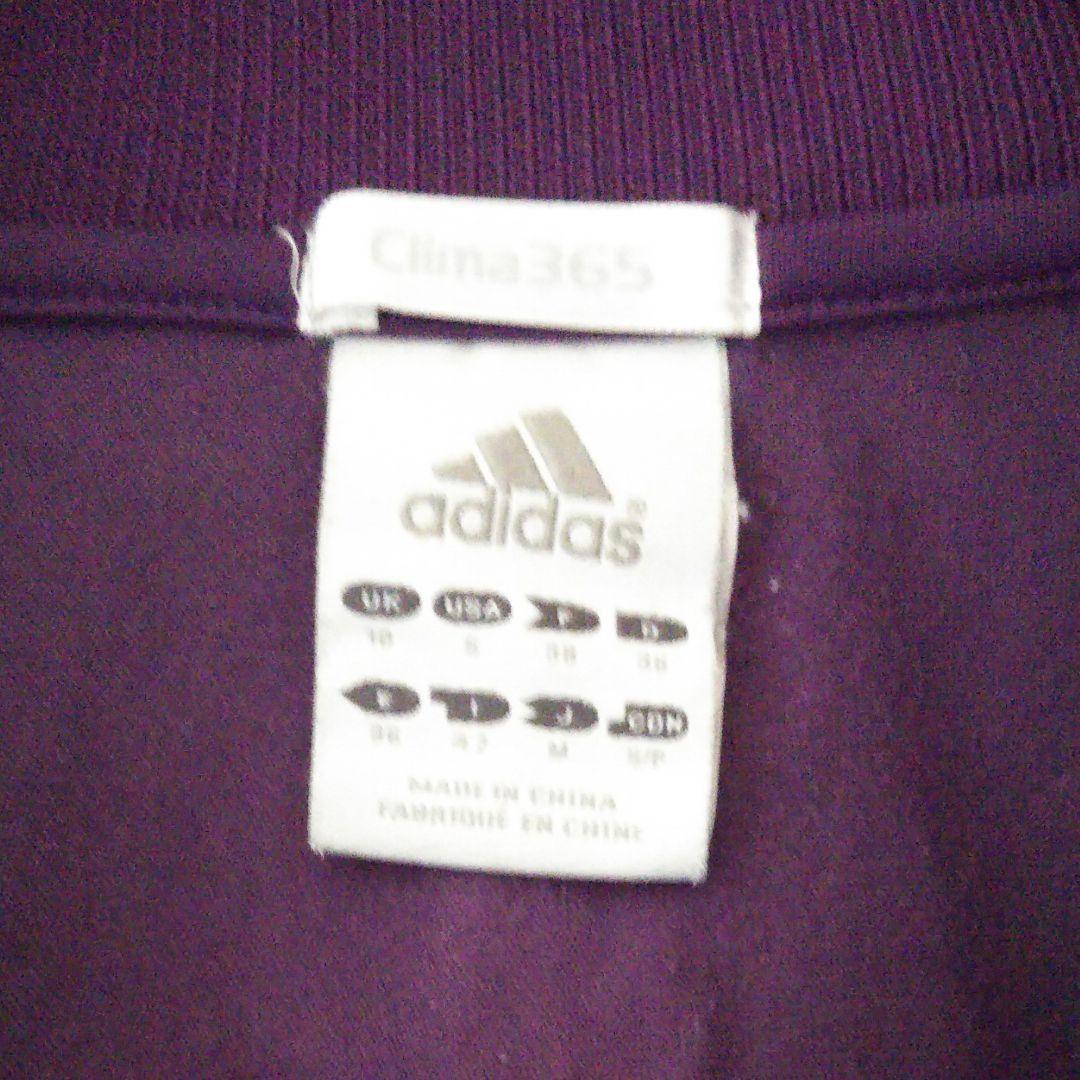 Clima365
adidas®
UK USA F D
10 S 38 36
E I J CDN
36 42 M S/P
MADE IN CHINA
FABRIQUÉ EN CHINE